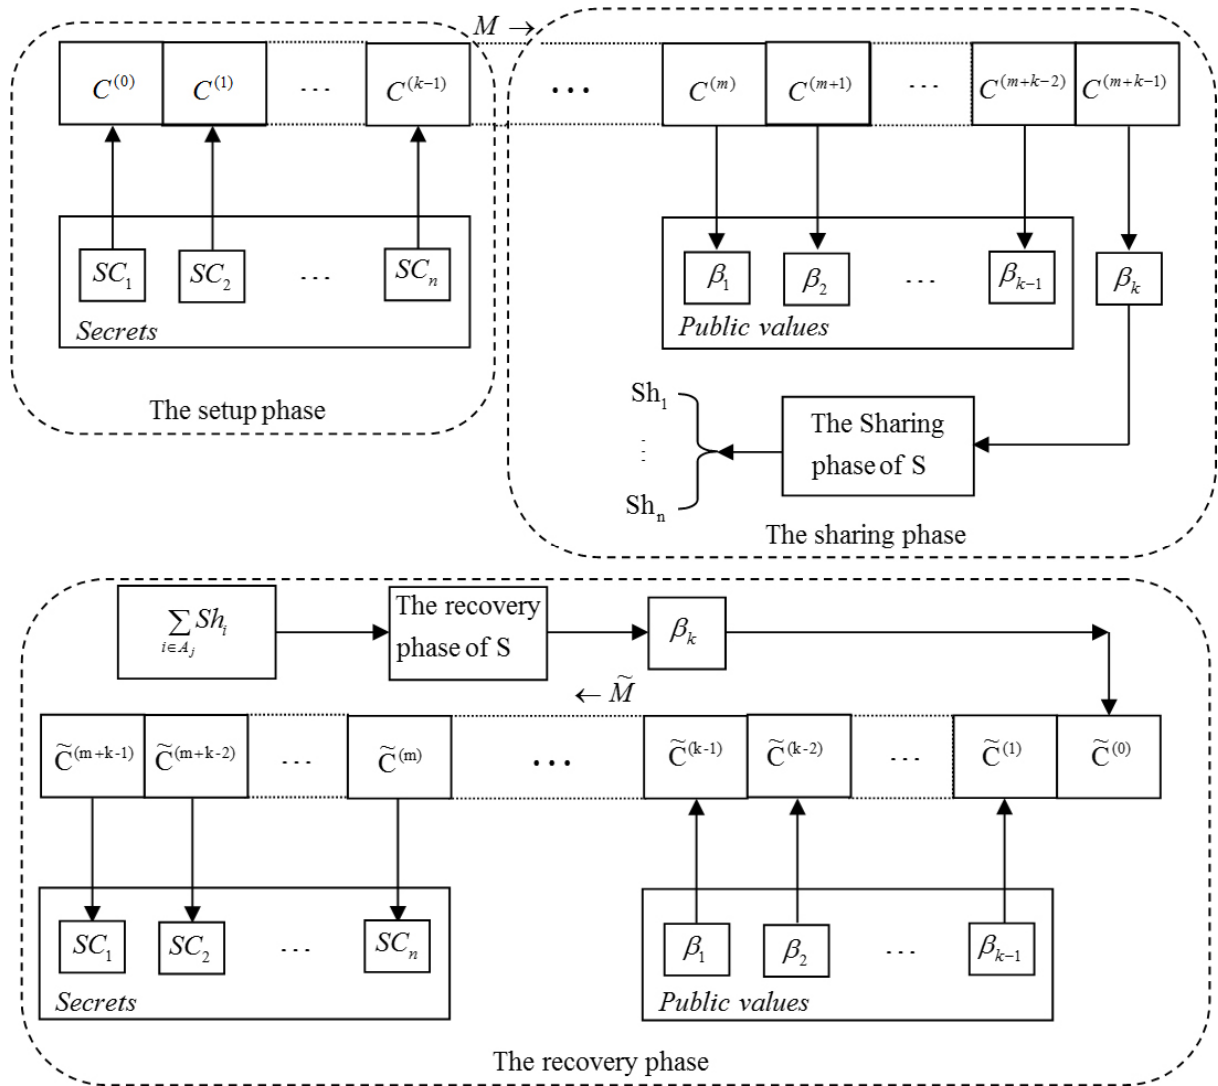 M →
C^(0) C^(1) ... C^(k-1) ... C^(m) C^(m+1) ... C^(m+k-2) C^(m+k-1)
SC_1 SC_2 ... SC_n
Secrets
β_1 β_2 ... β_{k-1} β_k
Public values
The setup phase
Sh_1
⋮
Sh_n
The Sharing
phase of S
The sharing phase
∑_{i∈A_j} Sh_i
The recovery
phase of S
β_k
← M̃
C̃^(m+k-1) C̃^(m+k-2) ... C̃^(m) ... C̃^(k-1) C̃^(k-2) ... C̃^(1) C̃^(0)
SC_1 SC_2 ... SC_n
Secrets
β_1 β_2 ... β_{k-1}
Public values
The recovery phase